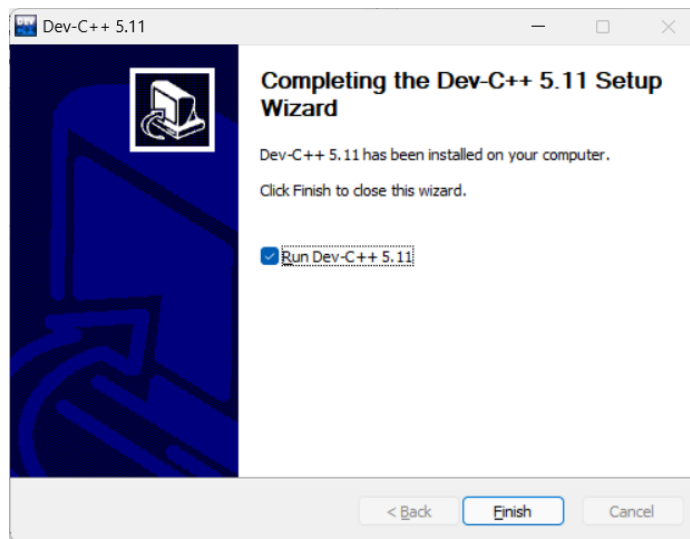 Dev-C++ 5.11
Completing the Dev-C++ 5.11 Setup
Wizard
Dev-C++ 5.11 has been installed on your computer.
Click Finish to close this wizard.
Run Dev-C++ 5.11
< Back
Finish
Cancel